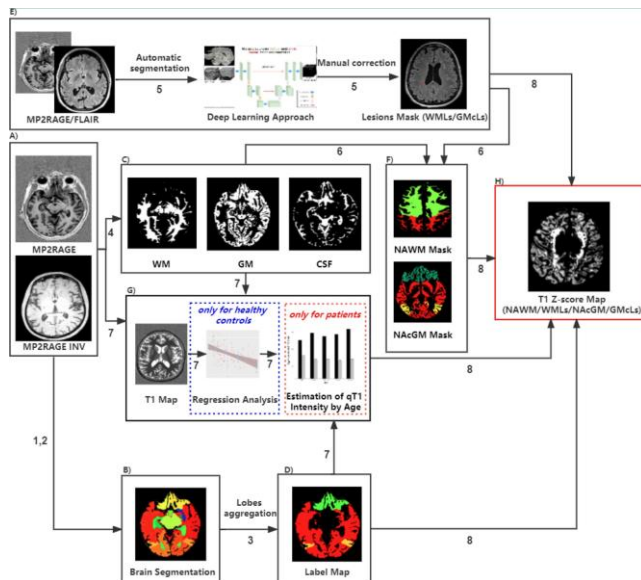 E)
Automatic
segmentation
5
Manual correction
5
8
MP2RAGE/FLAIR
Deep Learning Approach
Lesions Mask (WMLs/GMcLs)
A)
C)
6
F)
6
H)
MP2RAGE
4
WM
GM
CSF
NAWM Mask
8
T1 Z-score Map
(NAWM/WMLs/NAcGM/GMcLs)
7
G)
only for healthy
controls
only for patients
7
MP2RAGE INV
NAcGM Mask
7
7
T1 Map
Regression Analysis
Estimation of qT1
Intensity by Age
8
1,2
7
B)
Lobes
aggregation
3
D)
8
Brain Segmentation
Label Map